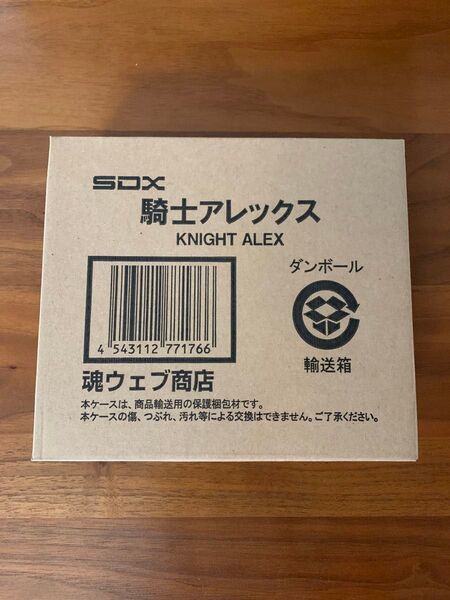 SDX
騎士アレックス
KNIGHT ALEX
ダンボール
4 543112 771766
輸送箱
魂ウェブ商店
本ケースは、商品輸送用の保護梱包材です。
本ケースの傷、つぶれ、汚れ等による交換はできません。ご了承ください。